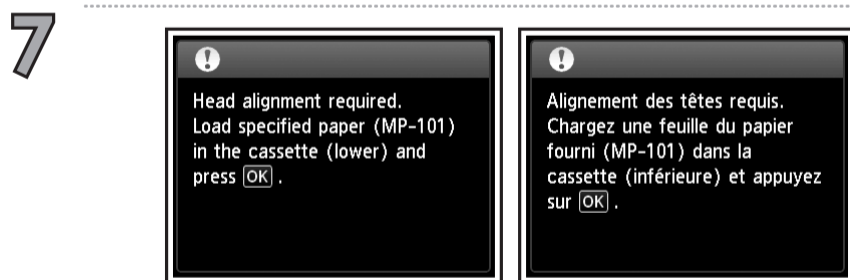 7
Head alignment required.
Load specified paper (MP-101)
in the cassette (lower) and
press OK .
Alignement des têtes requis.
Chargez une feuille du papier
fourni (MP-101) dans la
cassette (inférieure) et appuyez
sur OK .